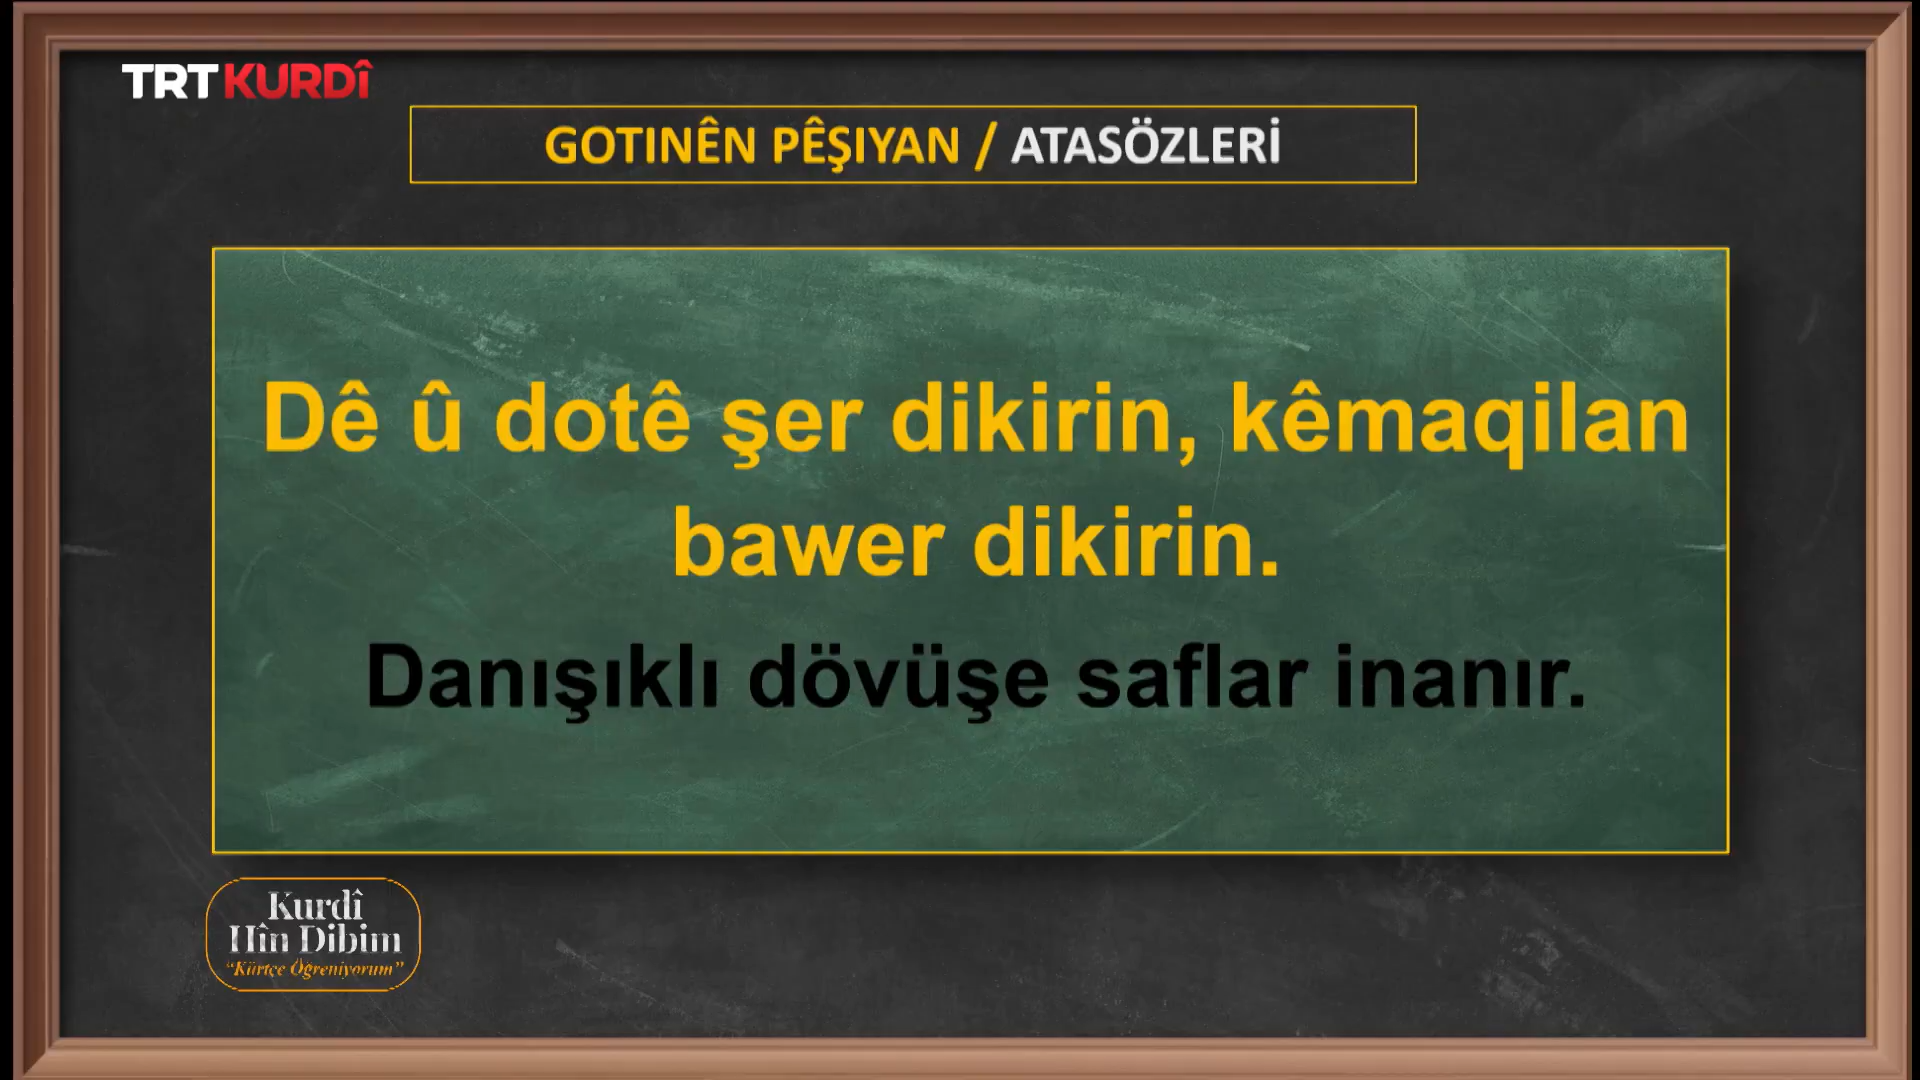 TRT KURDÎ
GOTINÊN PÊŞIYAN / ATASÖZLERİ
Dê û dotê şer dikirin, kêmaqilan
bawer dikirin.
Danışıklı dövüşe saflar inanır.
Kurdî
Hîn Dibim
“Kürtçe Öğreniyorum”